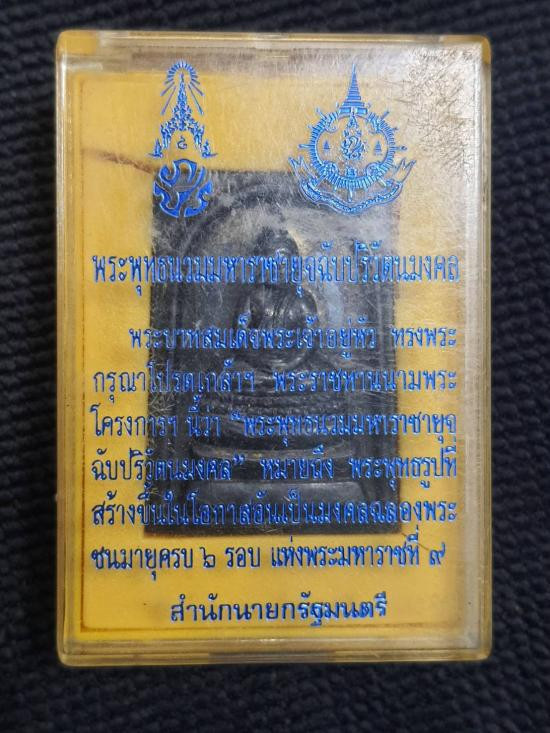 พระพุทธนวมมหาราชายุจฉับปริวัตนมงคล
พระบาทสมเด็จพระเจ้าอยู่หัว ทรงพระ
กรุณาโปรดเกล้าฯ พระราชทานนามพระ
โครงการฯ นี้ว่า “พระพุทธนวมมหาราชายุจ
ฉับปริวัตนมงคล” หมายถึง พระพุทธรูปที่
สร้างขึ้นในโอกาสอันเป็นมงคลฉลองพระ
ชนมายุครบ ๖ รอบ แห่งพระมหาราชที่ ๙
สำนักนายกรัฐมนตรี